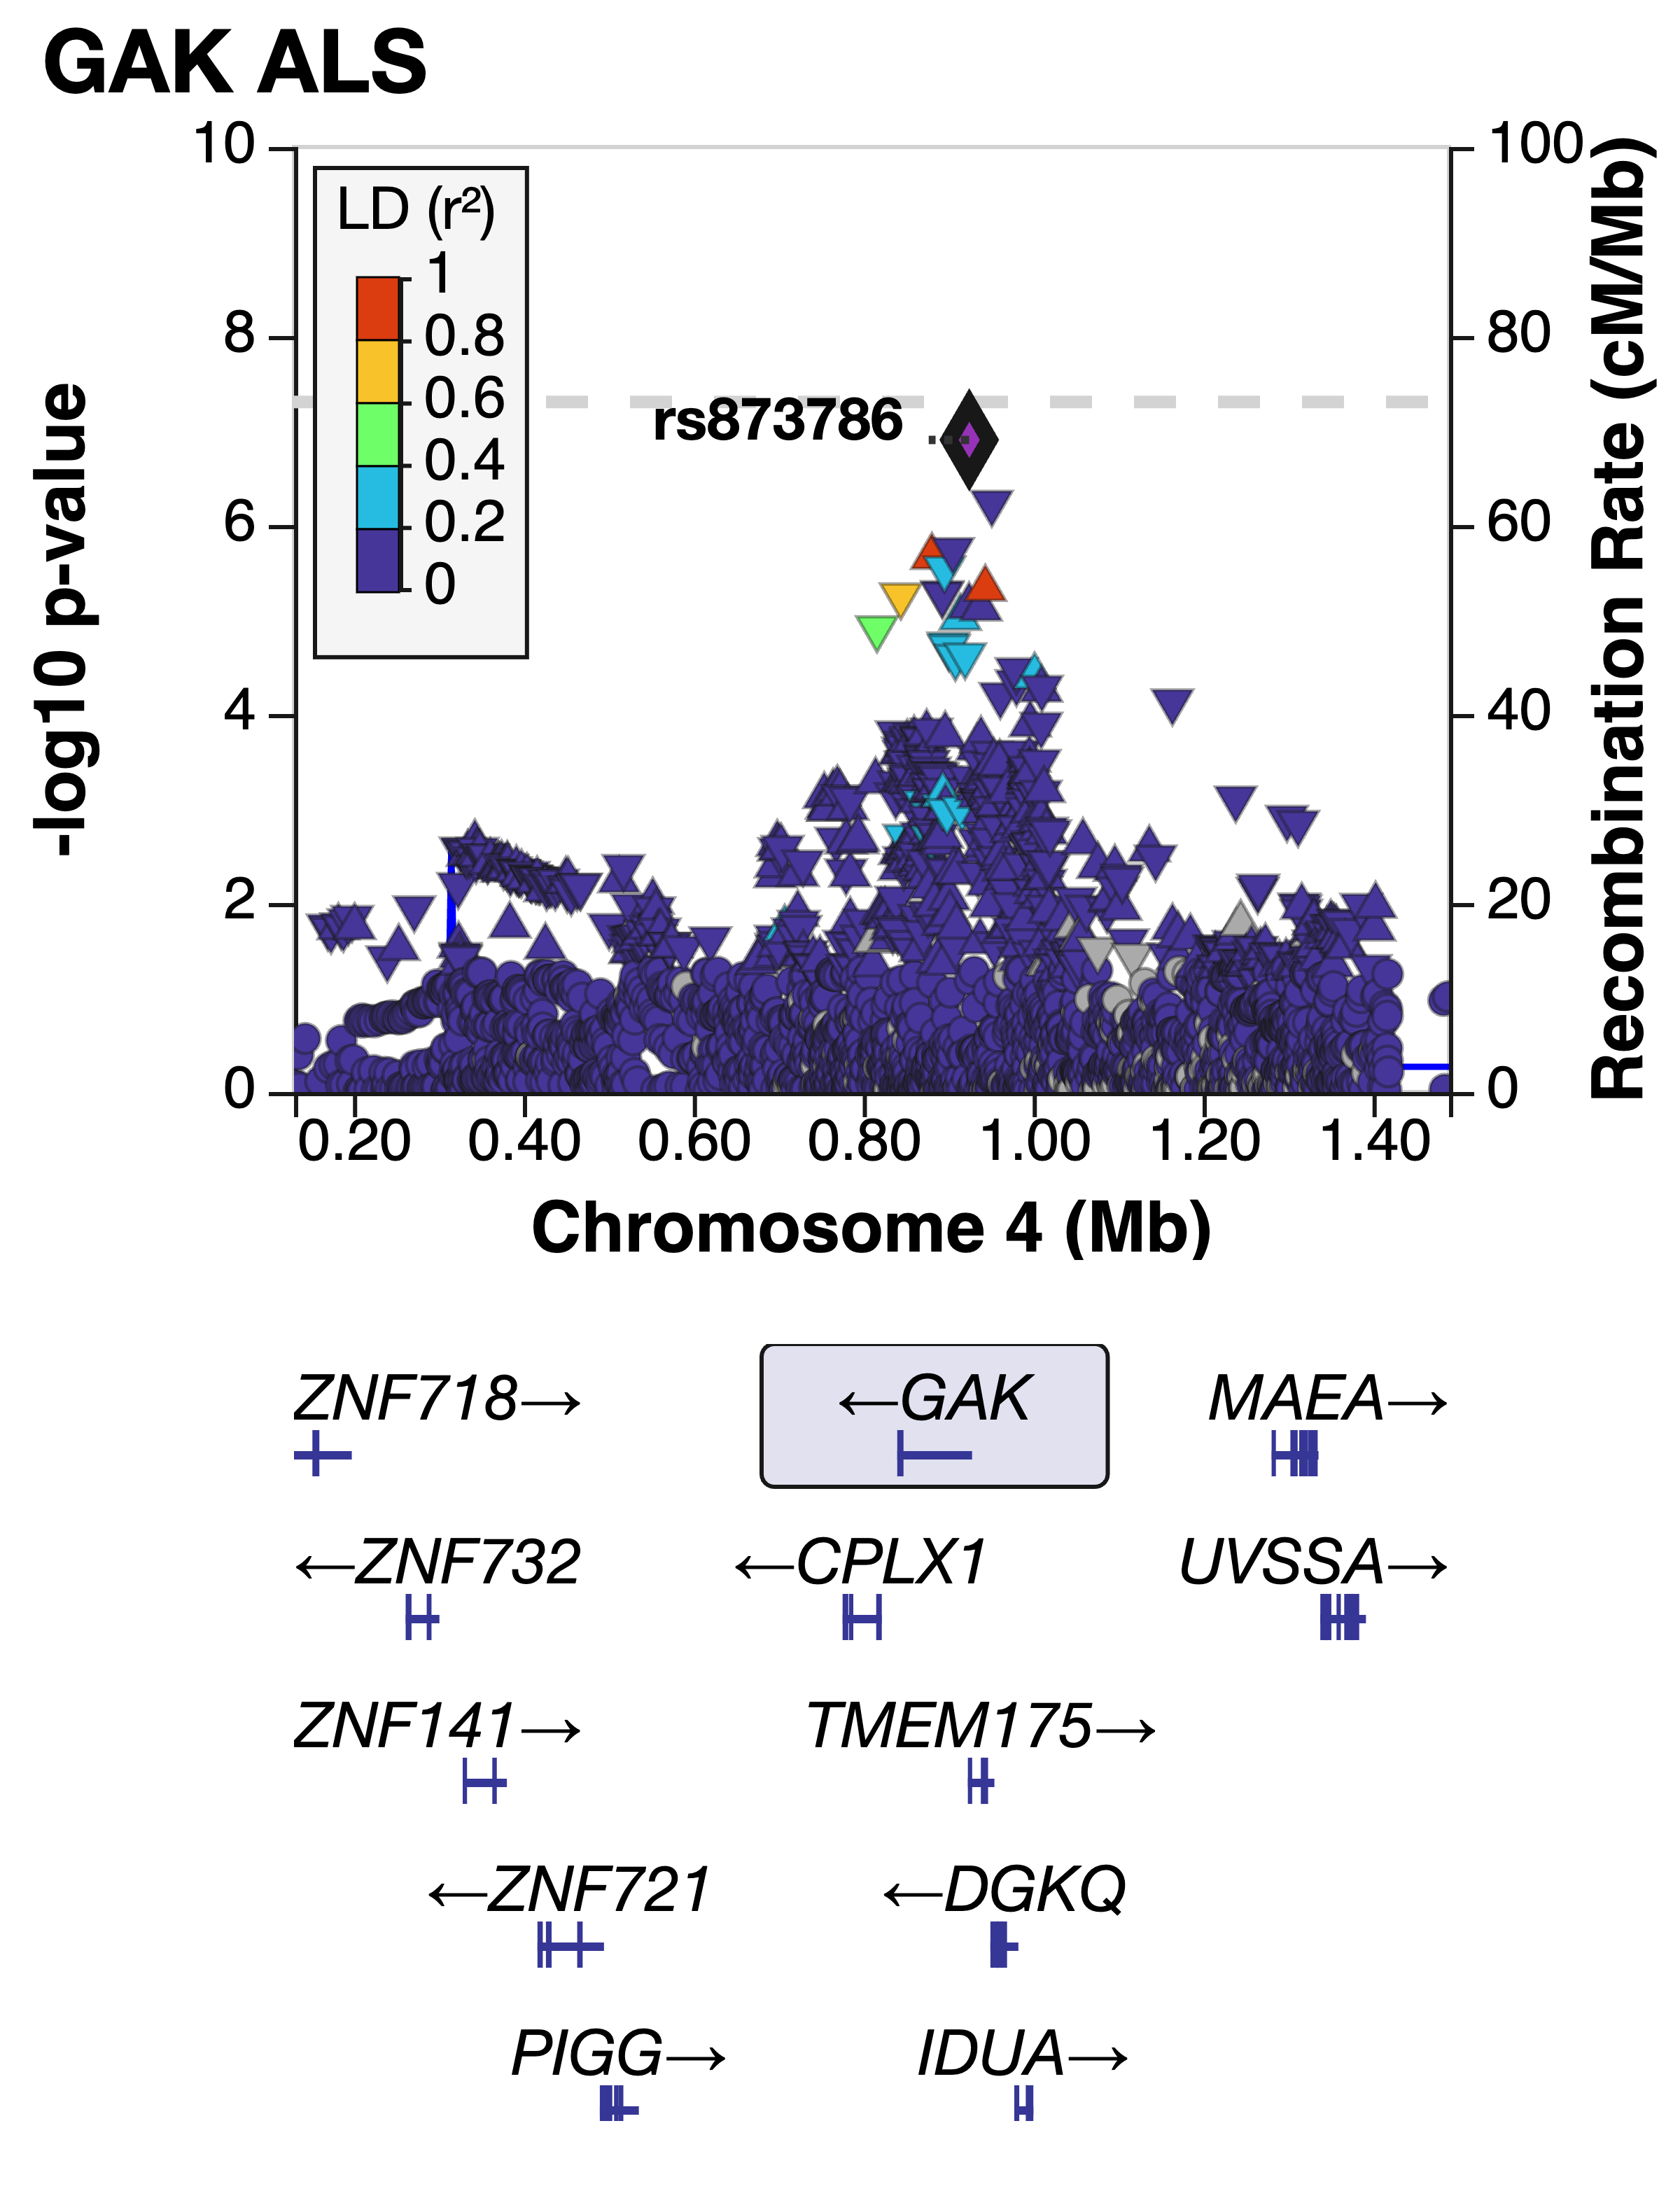 GAK ALS
-log10 p-value
10
8
6
4
2
0
LD (r²)
1
0.8
0.6
0.4
0.2
0
rs873786
100
80
60
40
20
0
Recombination Rate (cM/Mb)
0.20 0.40 0.60 0.80 1.00 1.20 1.40
Chromosome 4 (Mb)
ZNF718→ ←GAK MAEA→
←ZNF732 ←CPLX1 UVSSA→
ZNF141→ TMEM175→
←ZNF721 ←DGKQ
PIGG→ IDUA→